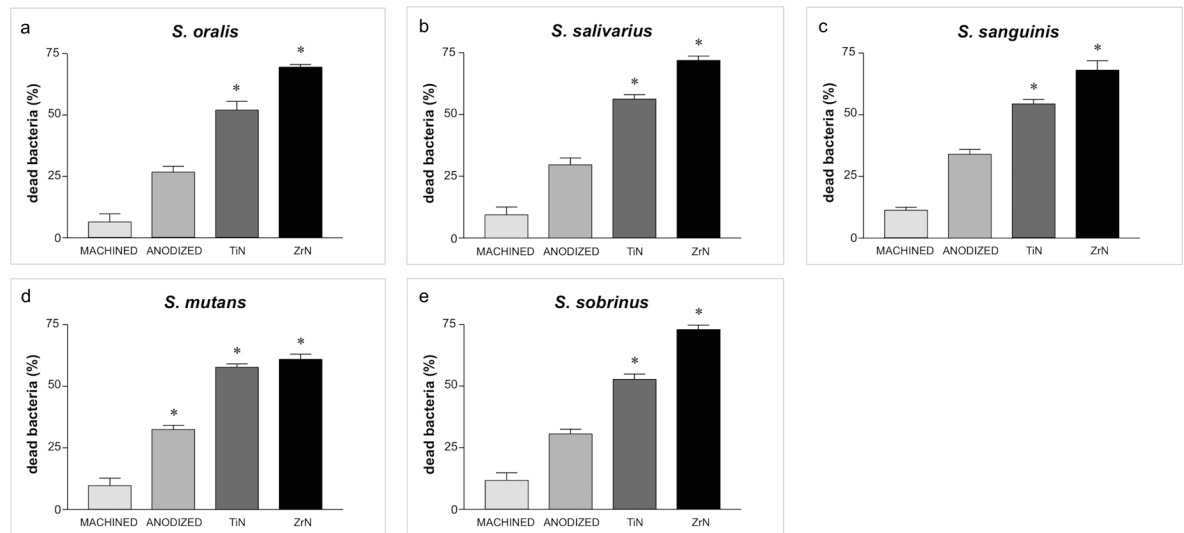 a
S. oralis
dead bacteria (%)
75
50
25
0
*
*
MACHINED ANODIZED TiN ZrN
b
S. salivarius
dead bacteria (%)
75
50
25
0
*
*
MACHINED ANODIZED TiN ZrN
c
S. sanguinis
dead bacteria (%)
75
50
25
0
*
*
MACHINED ANODIZED TiN ZrN
d
S. mutans
dead bacteria (%)
75
50
25
0
*
*
*
MACHINED ANODIZED TiN ZrN
e
S. sobrinus
dead bacteria (%)
75
50
25
0
*
*
MACHINED ANODIZED TiN ZrN